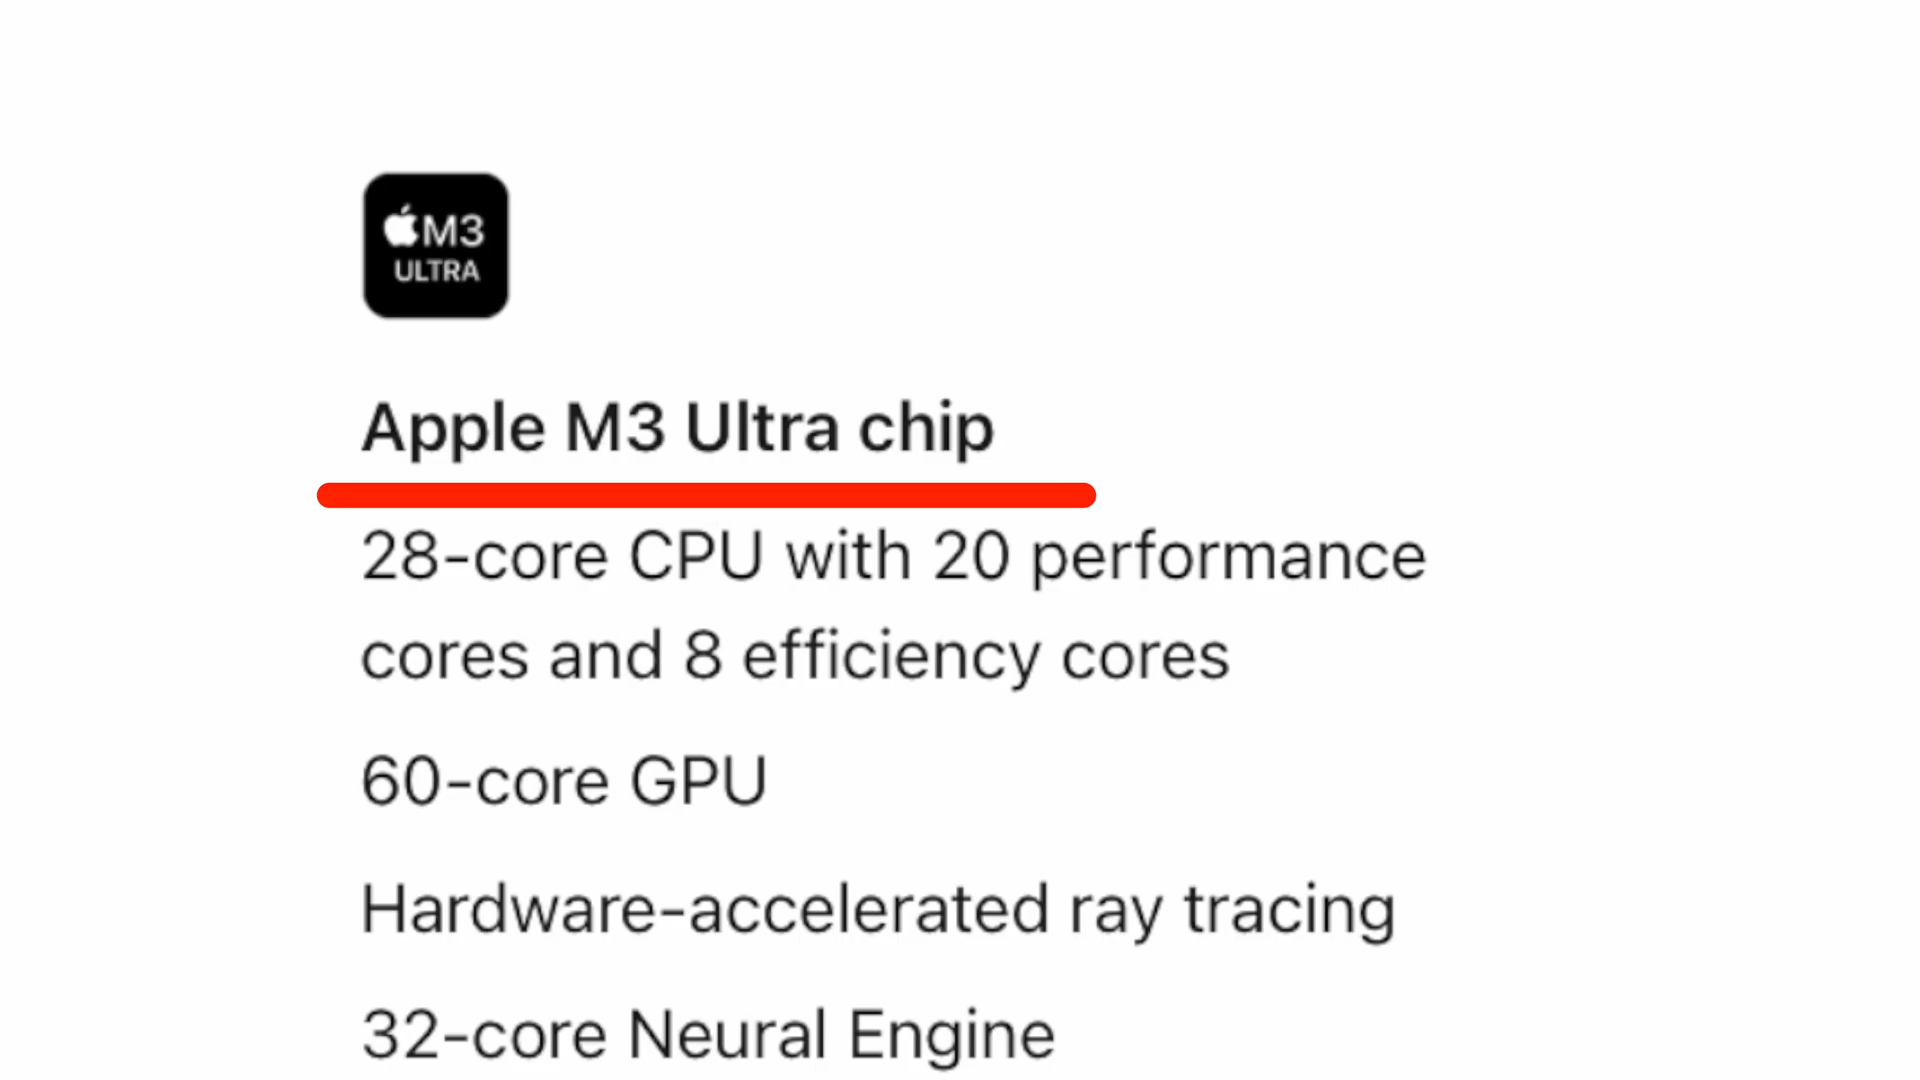 M3
ULTRA
Apple M3 Ultra chip
28-core CPU with 20 performance
cores and 8 efficiency cores
60-core GPU
Hardware-accelerated ray tracing
32-core Neural Engine